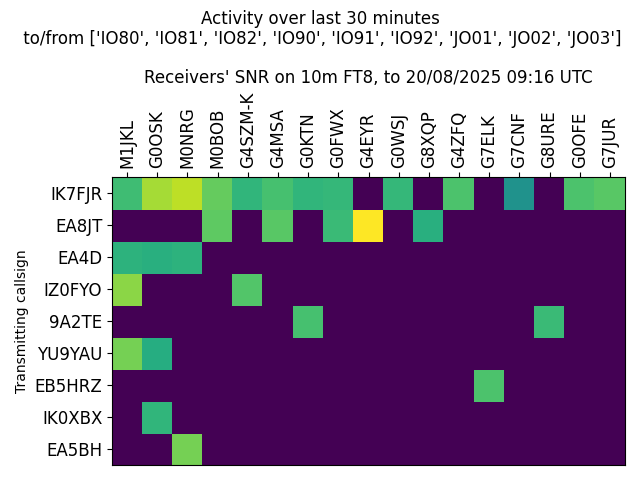 Activity over last 30 minutes
to/from ['IO80', 'IO81', 'IO82', 'IO90', 'IO91', 'IO92', 'JO01', 'JO02', 'JO03']
Receivers' SNR on 10m FT8, to 20/08/2025 09:16 UTC
M1JKL
G0OSK
M0NRG
M0BOB
G4SZM-K
G4MSA
G0KTN
G0FWX
G4EYR
G0WSJ
G8XQP
G4ZFQ
G7ELK
G7CNF
G8URE
G0OFE
G7JUR
Transmitting callsign
IK7FJR
EA8JT
EA4D
IZ0FYO
9A2TE
YU9YAU
EB5HRZ
IK0XBX
EA5BH